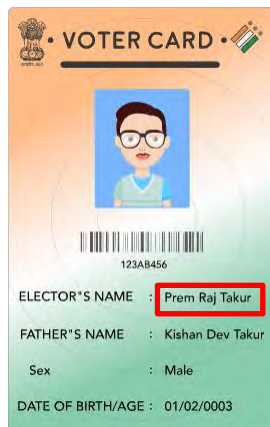 VOTER CARD
123AB456
ELECTOR"S NAME : Prem Raj Takur
FATHER"S NAME : Kishan Dev Takur
Sex : Male
DATE OF BIRTH/AGE : 01/02/0003